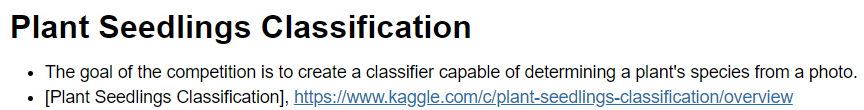 Plant Seedlings Classification
• The goal of the competition is to create a classifier capable of determining a plant's species from a photo.
• [Plant Seedlings Classification], https://www.kaggle.com/c/plant-seedlings-classification/overview